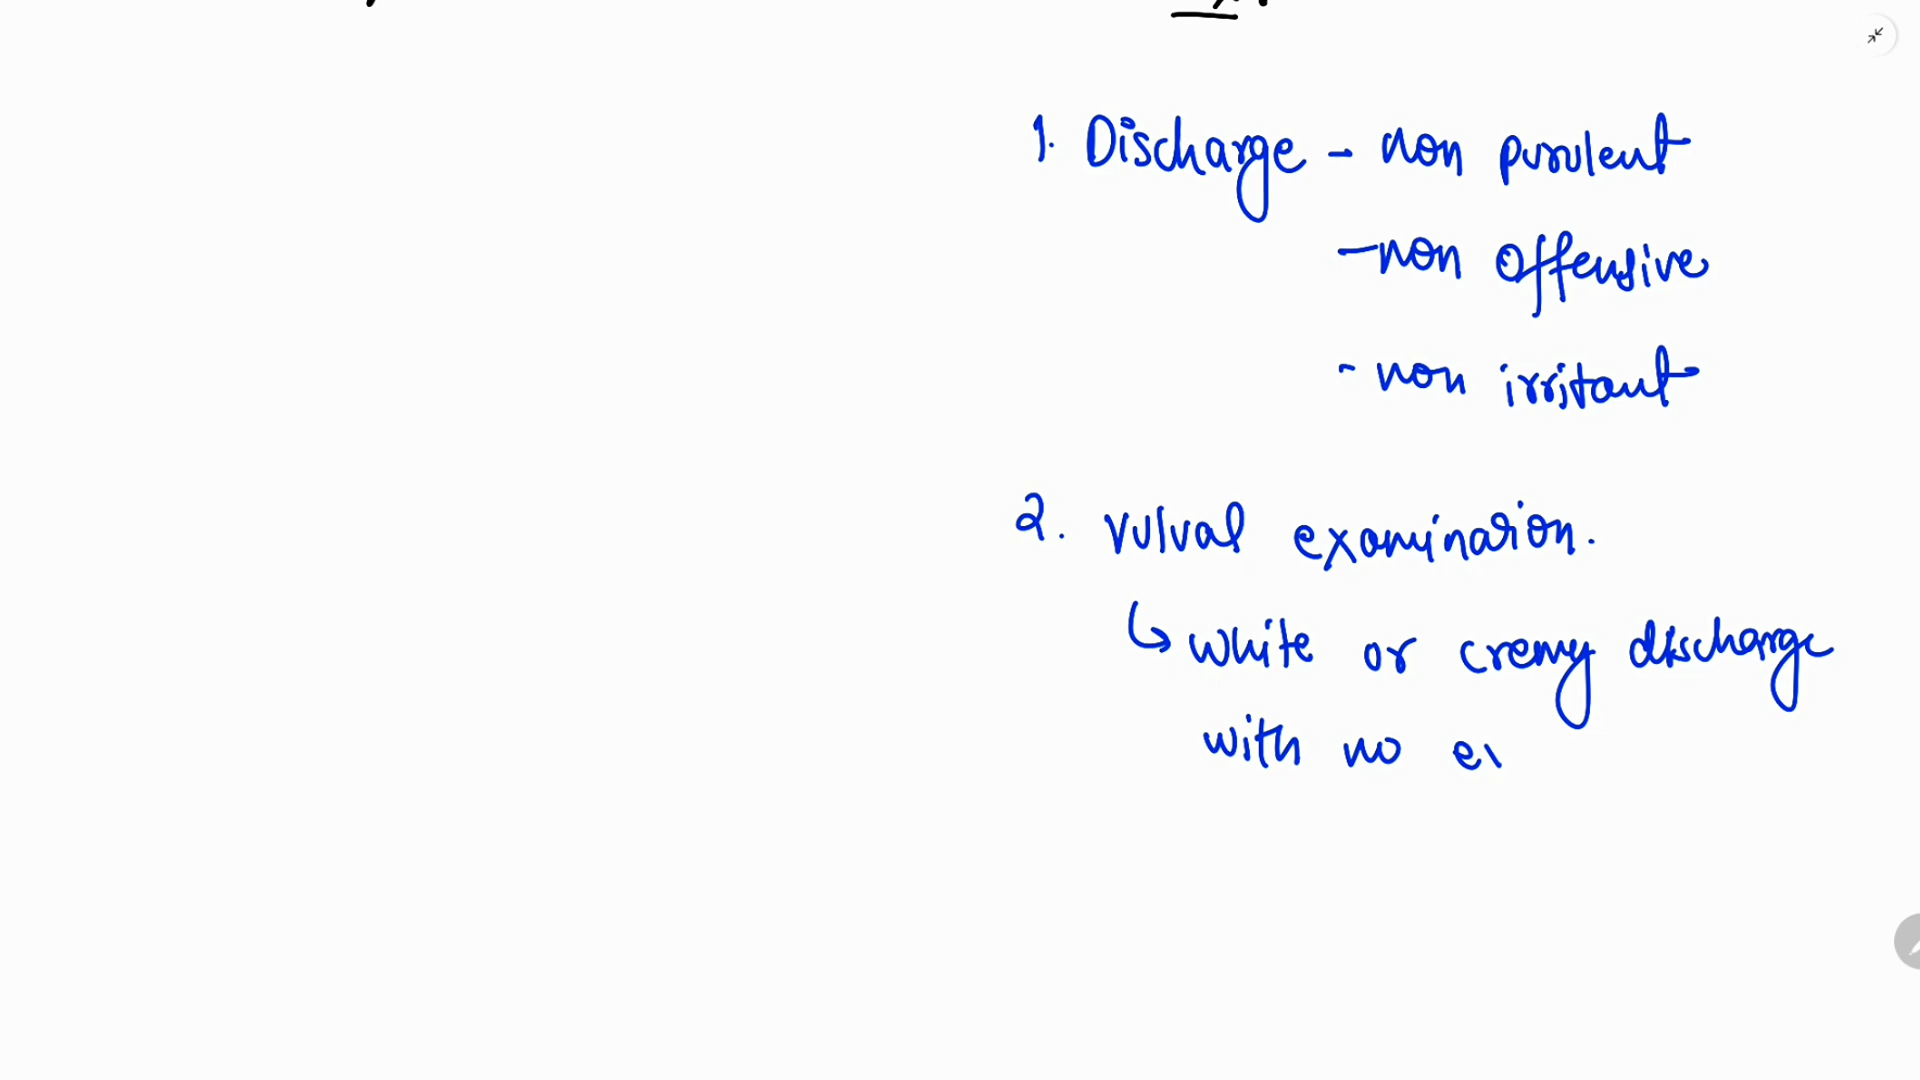 1. Discharge - non purulent
- non offensive
- non irritant
2. vulval examination.
↳ white or cremy discharge
with no